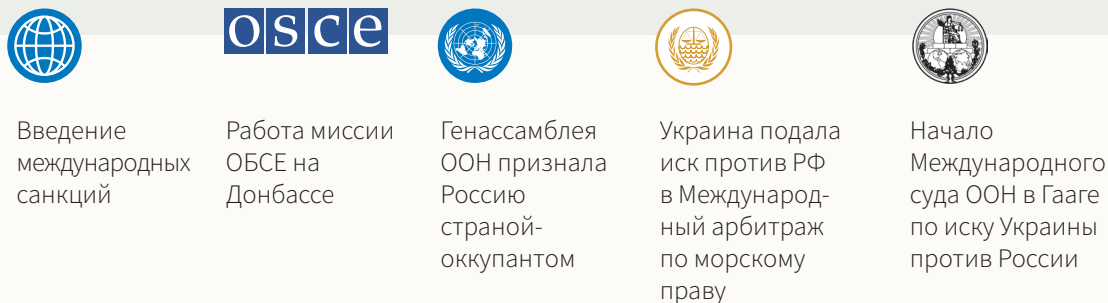 OSCE
Введение
международных
санкций
Работа миссии
ОБСЕ на
Донбассе
Генассамблея
ООН признала
Россию
страной-
оккупантом
Украина подала
иск против РФ
в Международ-
ный арбитраж
по морскому
праву
Начало
Международного
суда ООН в Гааге
по иску Украины
против России